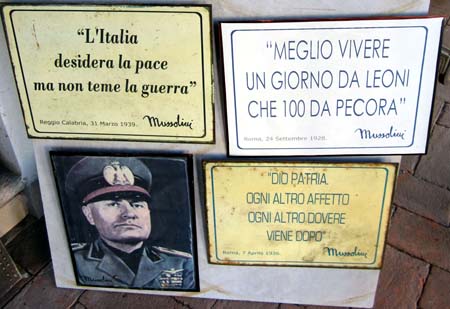 "L'Italia
desidera la pace
ma non teme la guerra"
Reggio Calabria, 31 Marzo 1939. Mussolini
"MEGLIO VIVERE
UN GIORNO DA LEONI
CHE 100 DA PECORA"
Roma, 24 Settembre 1928. Mussolini
Mussolini
"DIO PATRIA.
OGNI ALTRO AFFETTO
OGNI ALTRO DOVERE
VIENE DOPO"
Roma, 7 Aprile Mussolini